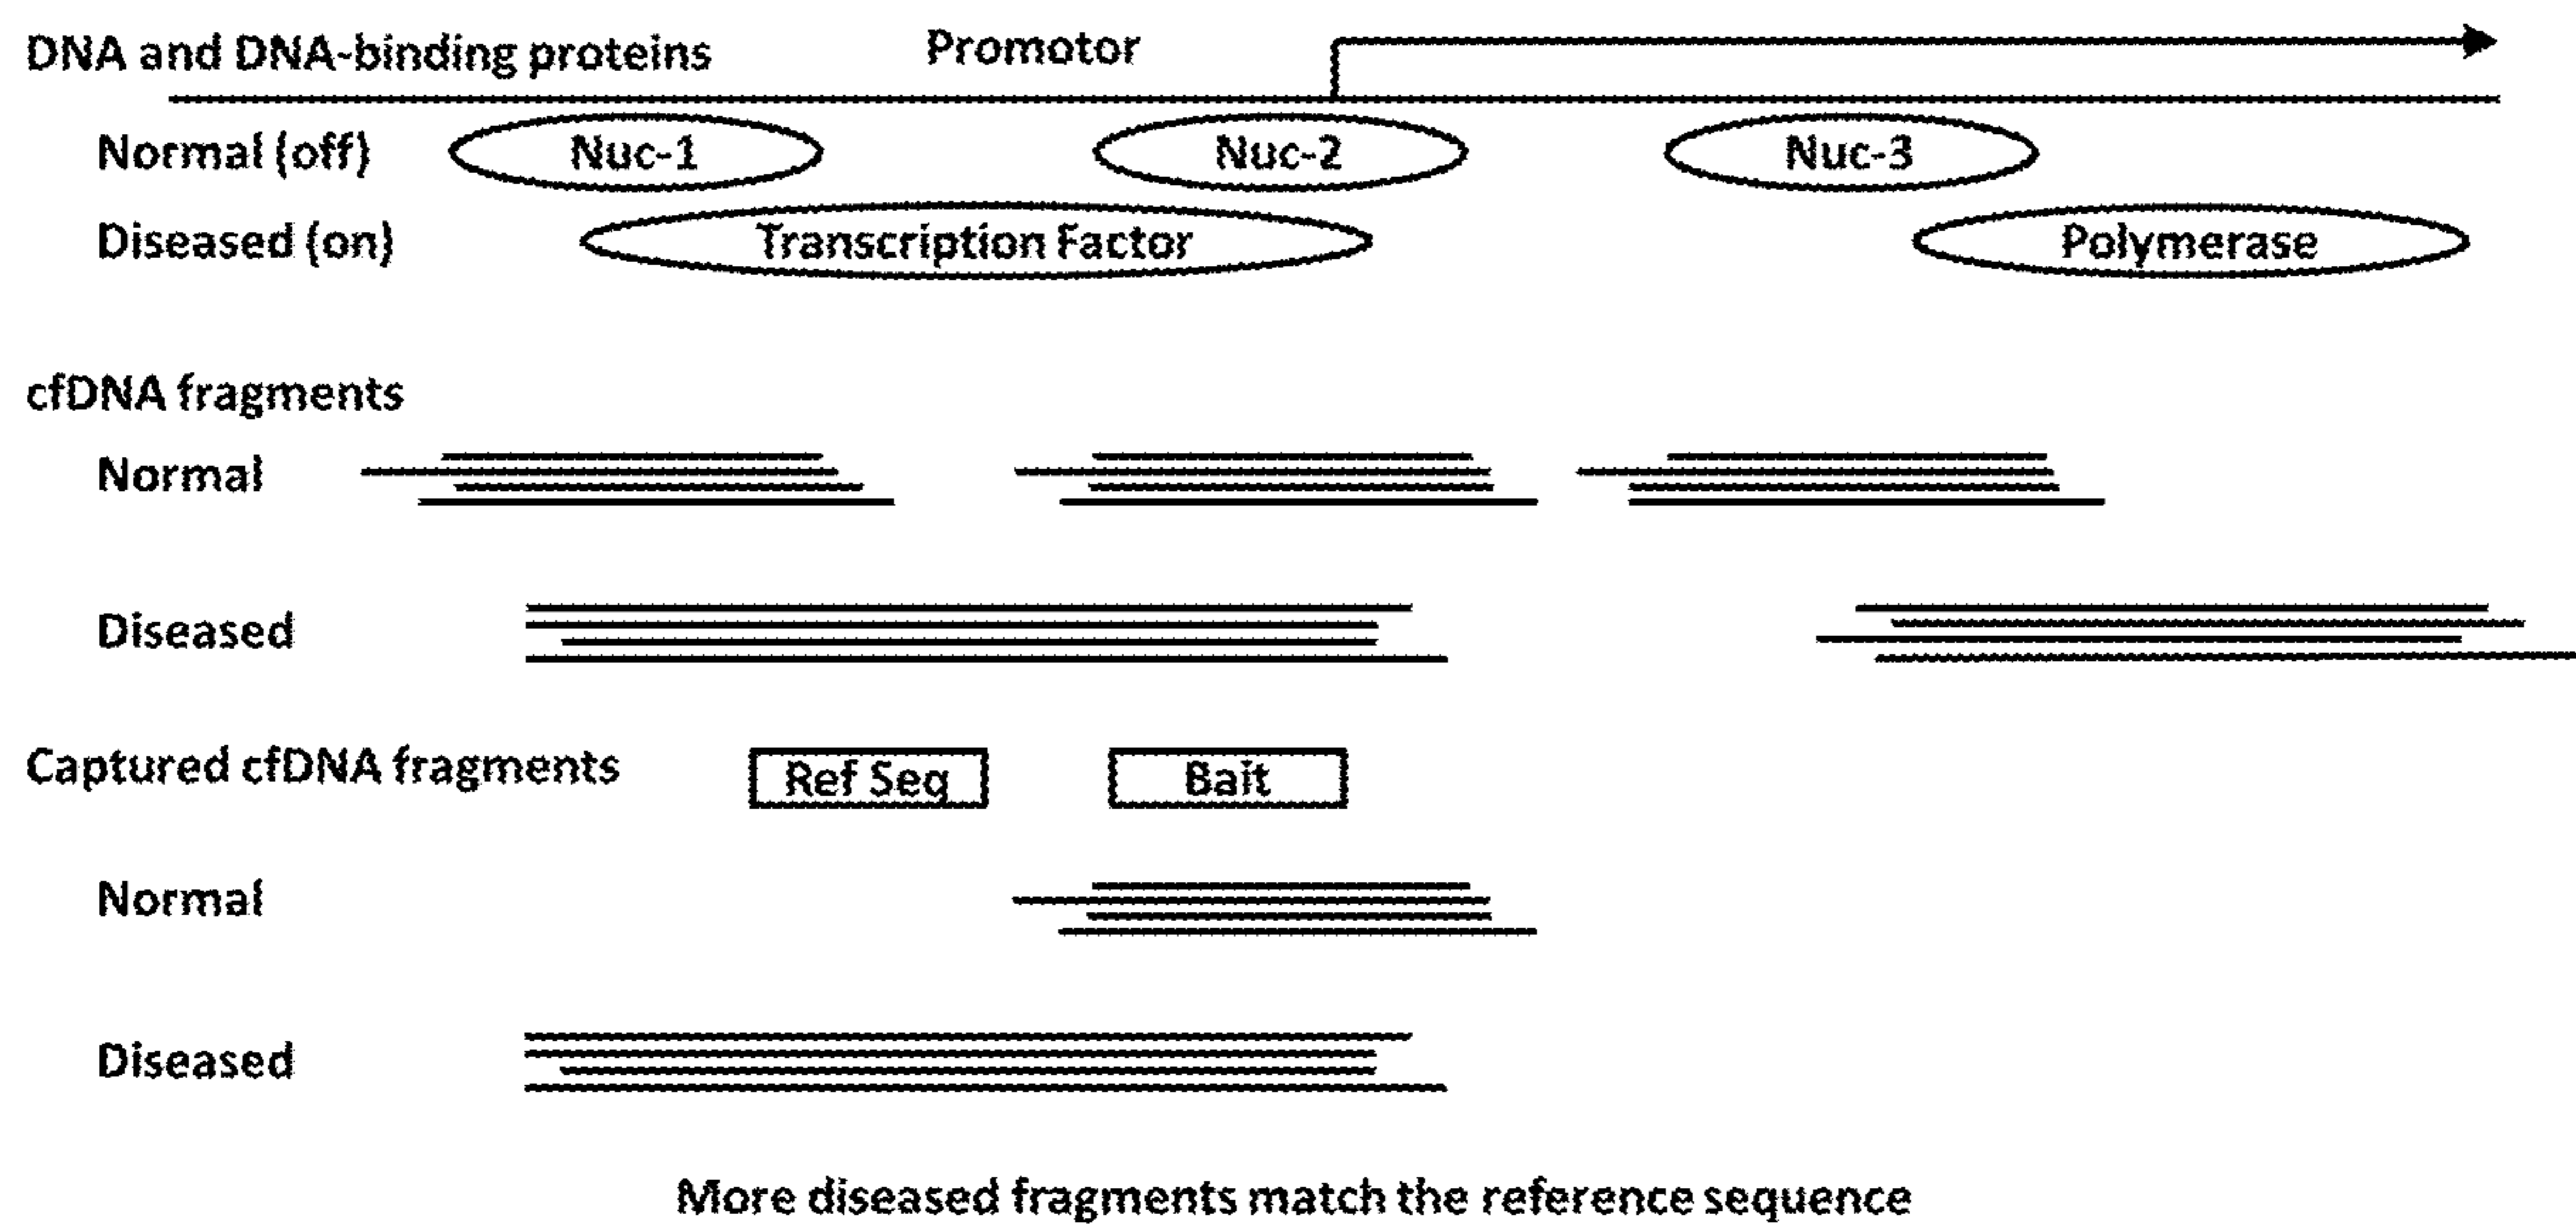 DNA and DNA-binding proteins
Promotor
Normal (off)
Nuc-1
Nuc-2
Nuc-3
Diseased (on)
Transcription Factor
Polymerase
cfDNA fragments
Normal
Diseased
Captured cfDNA fragments
Ref Seq
Bait
Normal
Diseased
More diseased fragments match the reference sequence